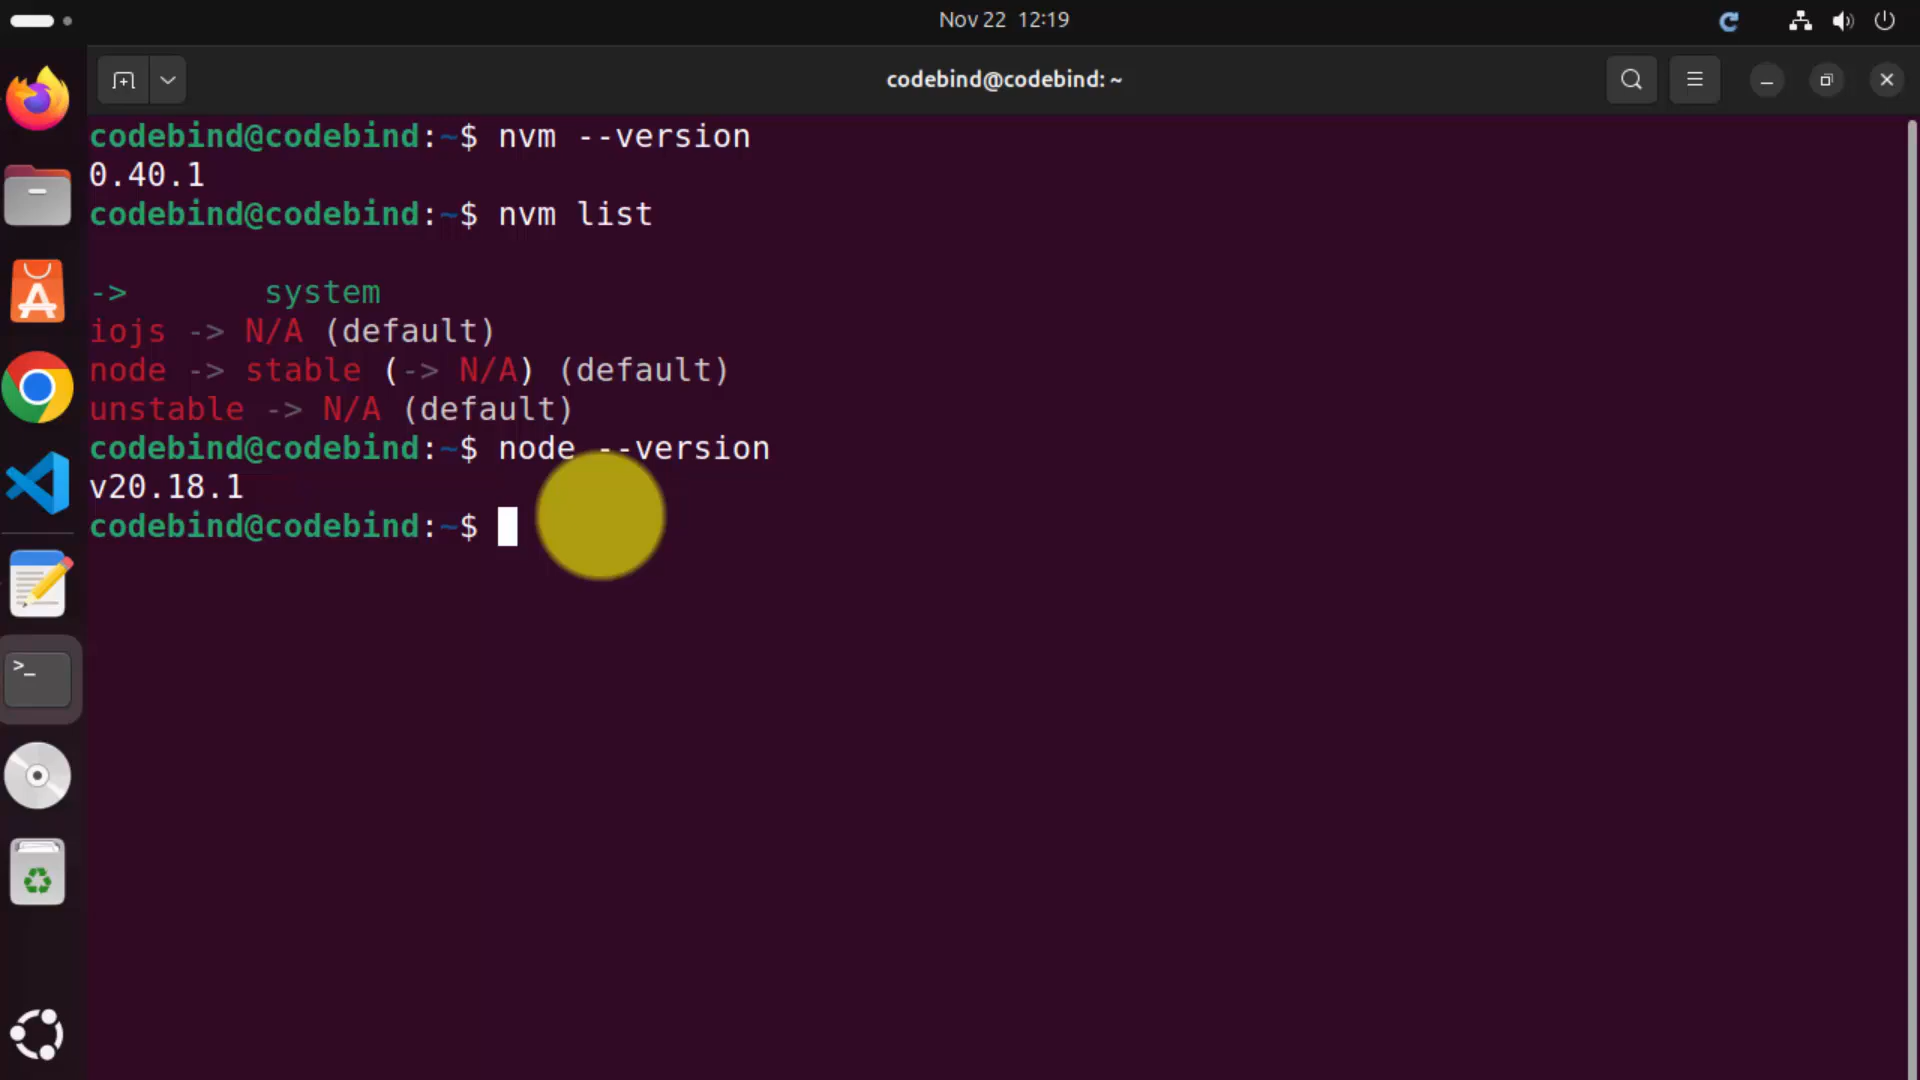 Nov 22 12:19
codebind@codebind: ~
codebind@codebind:~$ nvm --version
0.40.1
codebind@codebind:~$ nvm list
->       system
iojs -> N/A (default)
node -> stable (-> N/A) (default)
unstable -> N/A (default)
codebind@codebind:~$ node --version
v20.18.1
codebind@codebind:~$